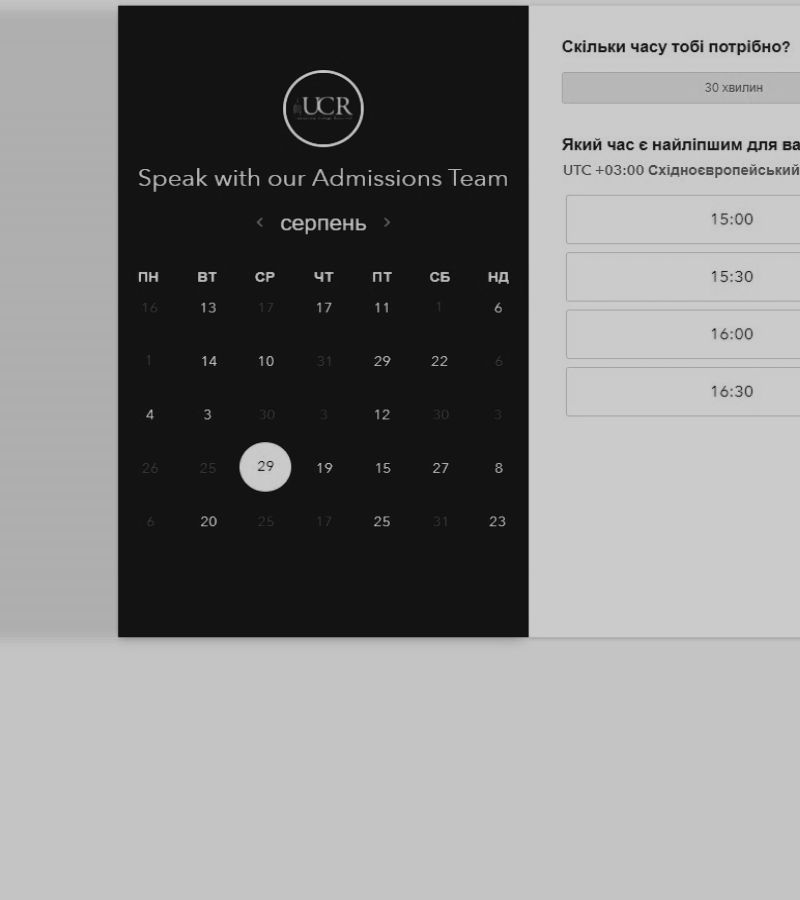 UCR
Speak with our Admissions Team
< серпень >
ПН ВТ СР ЧТ ПТ СБ НД
16 13 17 17 11 1 6
1 14 10 31 29 22 6
4 3 30 3 12 30 3
26 25 29 19 15 27 8
6 20 25 17 25 31 23
Скільки часу тобі потрібно?
30 хвилин
Який час є найліпшим для ва
UTC +03:00 Східноєвропейський
15:00
15:30
16:00
16:30